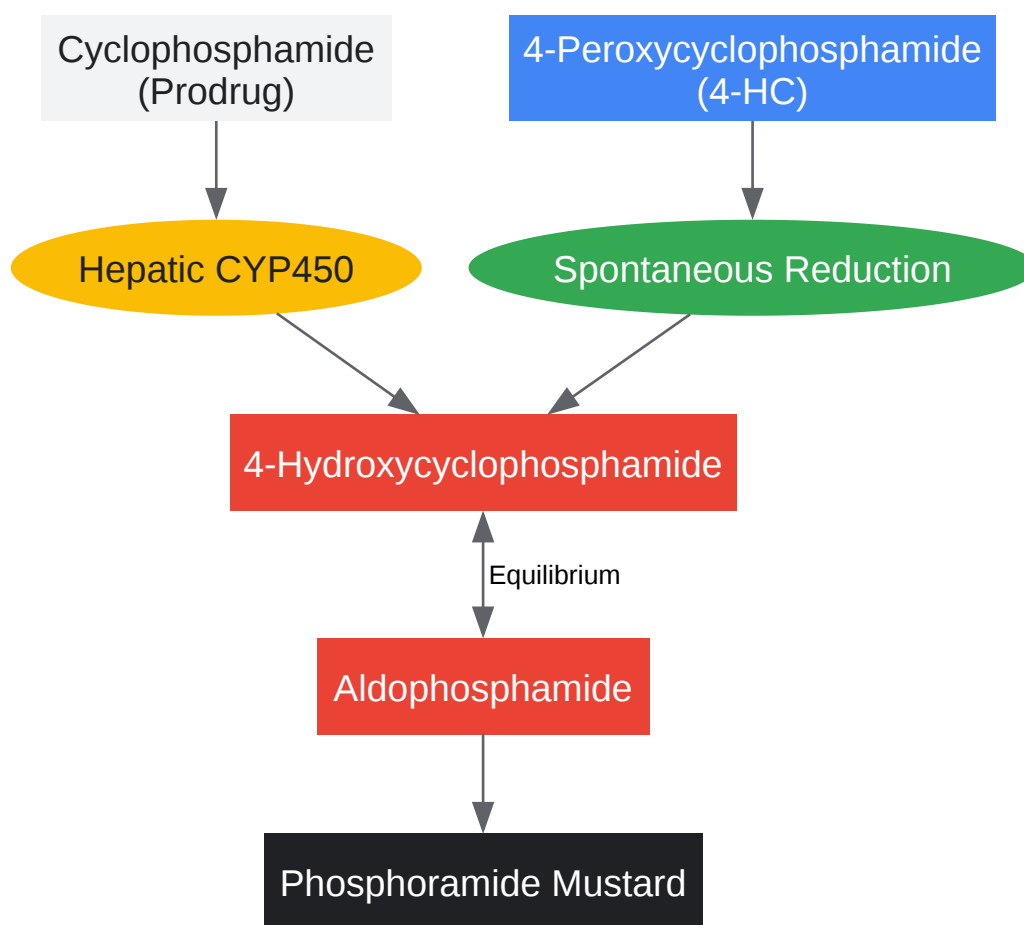 Cyclophosphamide
(Prodrug)
4-Peroxycyclophosphamide
(4-HC)
Hepatic CYP450
Spontaneous Reduction
4-Hydroxycyclophosphamide
Equilibrium
Aldophosphamide
Phosphoramide Mustard